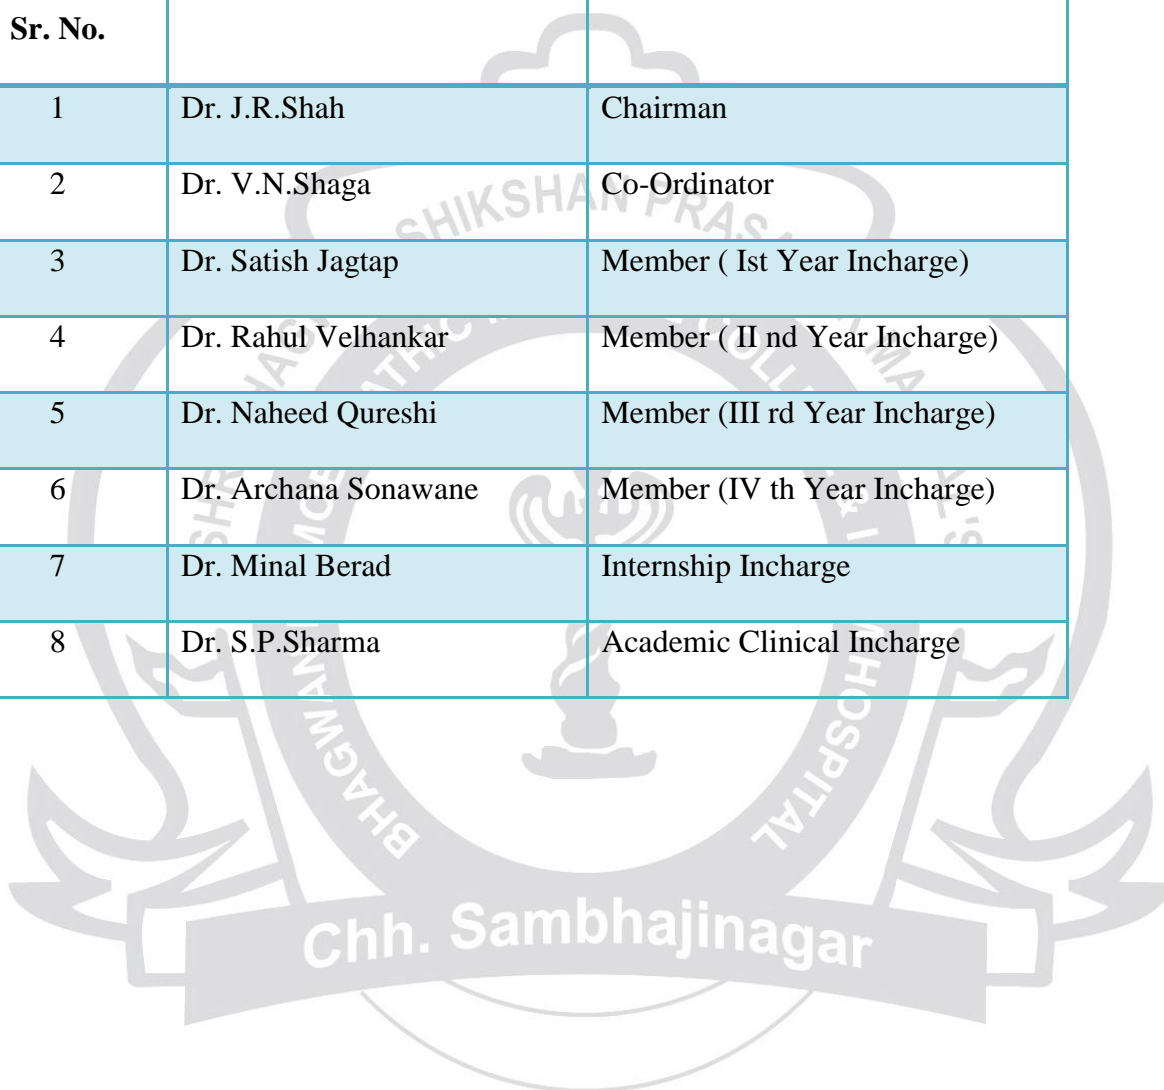 Sr. No.
1 Dr. J.R.Shah Chairman
2 Dr. V.N.Shaga Co-Ordinator
3 Dr. Satish Jagtap Member ( Ist Year Incharge)
4 Dr. Rahul Velhankar Member ( II nd Year Incharge)
5 Dr. Naheed Qureshi Member (III rd Year Incharge)
6 Dr. Archana Sonawane Member (IV th Year Incharge)
7 Dr. Minal Berad Internship Incharge
8 Dr. S.P.Sharma Academic Clinical Incharge
SHIKSHAN
HOSPITAL
Chh. Sambhajinagar